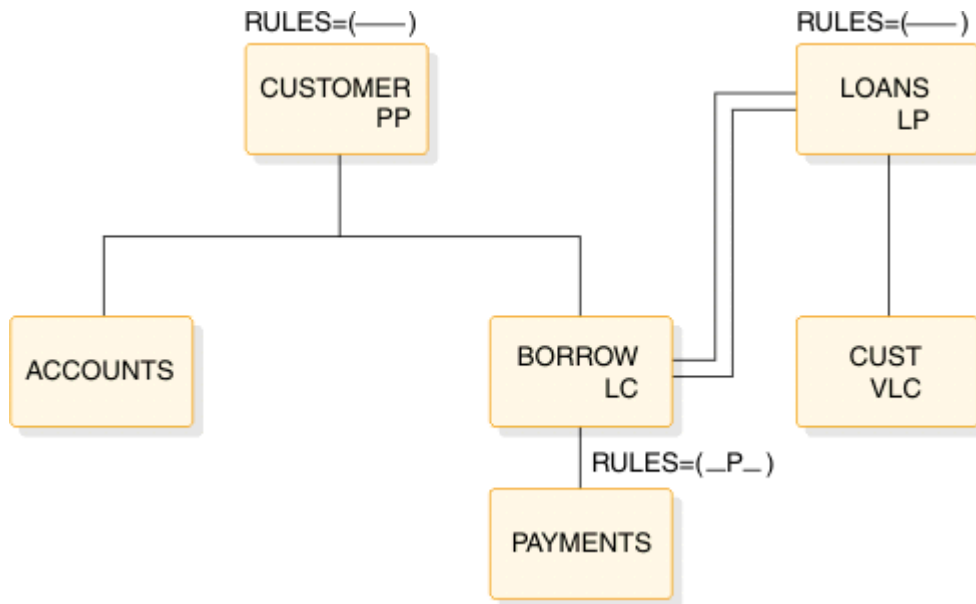 RULES=(——)
RULES=(——)
CUSTOMER
PP
LOANS
LP
ACCOUNTS
BORROW
LC
CUST
VLC
RULES=( _P_ )
PAYMENTS